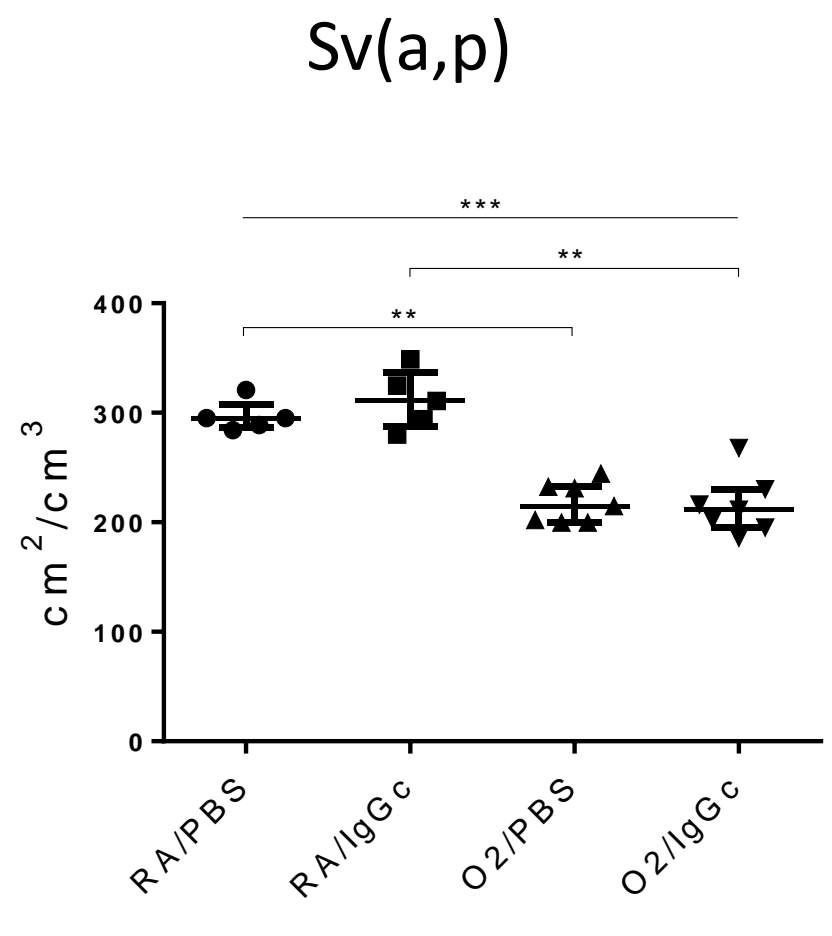 Sv(a,p)
***
**
**
400
300
200
100
0
cm²/cm³
RA/PBS
RA/IgGc
O2/PBS
O2/IgGc